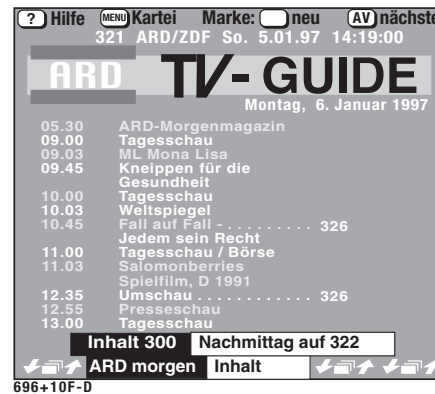 ? Hilfe MENU Kartei Marke: neu AV nächste
321 ARD/ZDF So. 5.01.97 14:19:00
ARD TV-GUIDE
Montag, 6. Januar 1997
05.30 ARD-Morgenmagazin
09.00 Tagesschau
09.03 ML Mona Lisa
09.45 Kneippen für die
Gesundheit
10.00 Tagesschau
10.03 Weltspiegel
10.45 Fall auf Fall - . . . . . . . . . 326
Jedem sein Recht
11.00 Tagesschau / Börse
11.03 Salomonberries
Spielfilm, D 1991
12.35 Umschau . . . . . . . . . . . . 326
12.55 Presseschau
13.00 Tagesschau
Inhalt 300 Nachmittag auf 322
ARD morgen Inhalt
696+10F-D